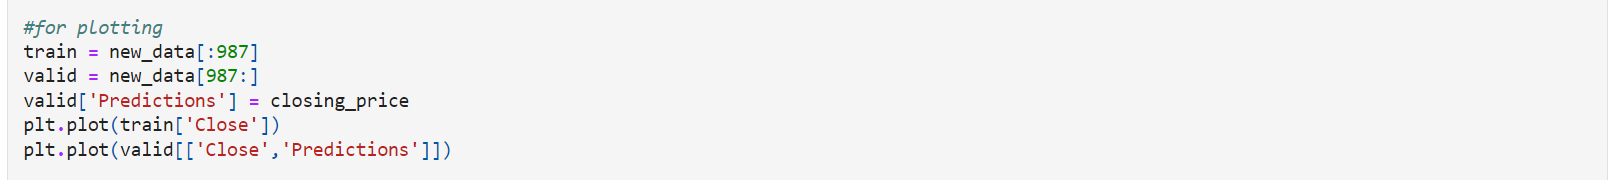 #for plotting
train = new_data[:987]
valid = new_data[987:]
valid['Predictions'] = closing_price
plt.plot(train['Close'])
plt.plot(valid[['Close','Predictions']])